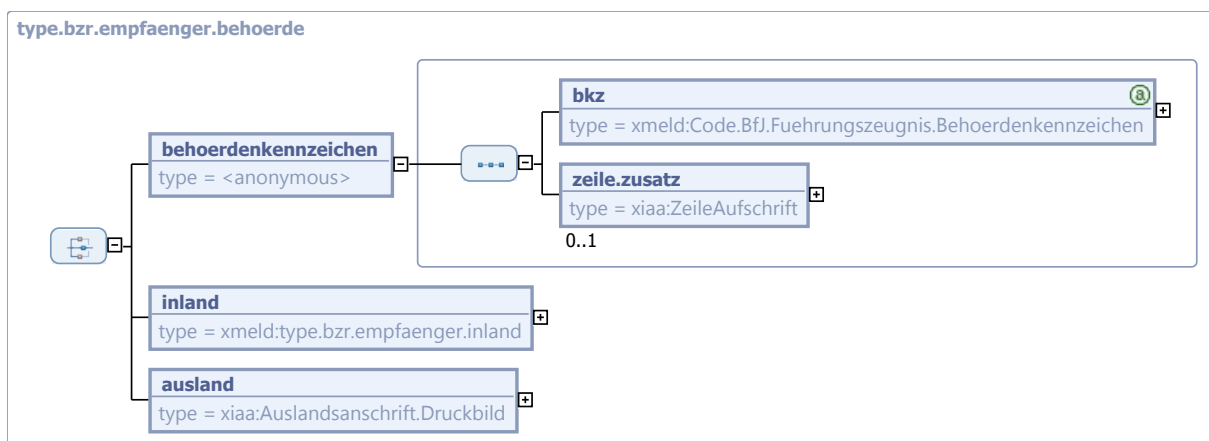 type.bzr.empfaenger.behoerde
bkz
type = xmeld:Code.BfJ.Fuehrungszeugnis.Behoerdenkennzeichen
behoerdenkennzeichen
type = <anonymous>
zeile.zusatz
type = xiaa:ZeileAufschrift
0..1
inland
type = xmeld:type.bzr.empfaenger.inland
ausland
type = xiaa:Auslandsanschrift.Druckbild